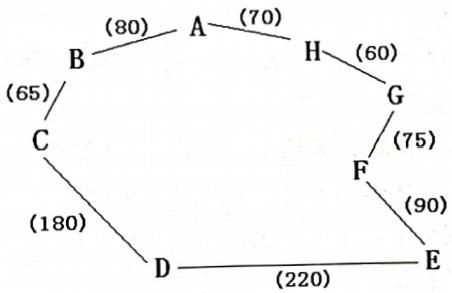 (80) A (70)
B H (60)
(65) G
C (75)
F
(90)
(180)
D (220) E